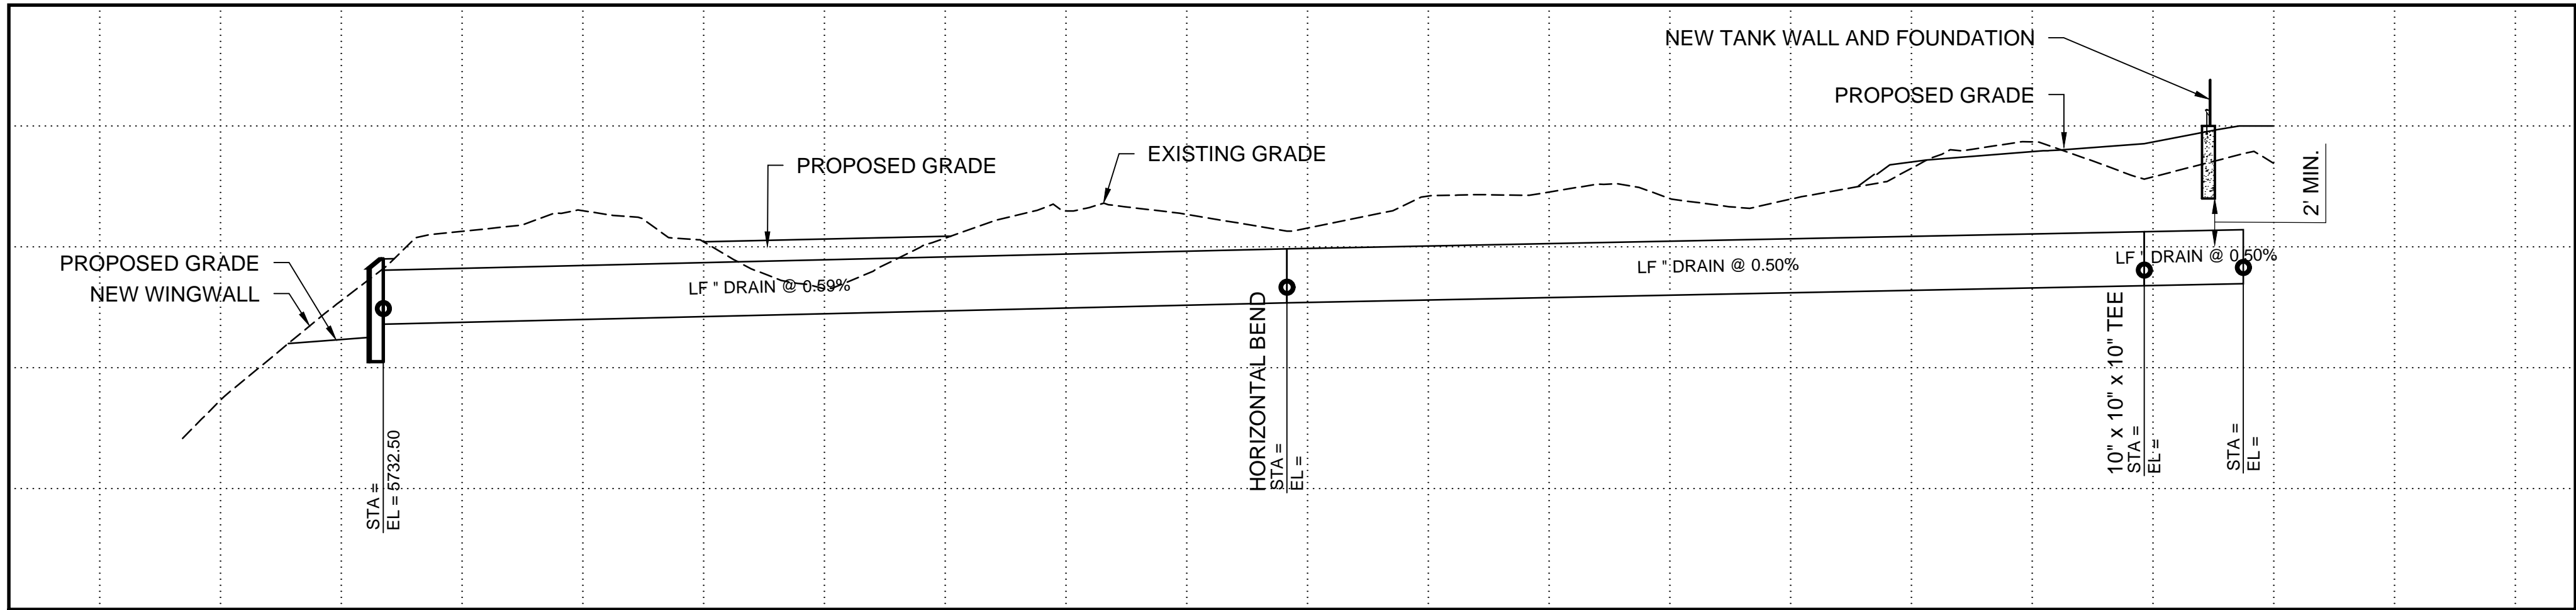 NEW TANK WALL AND FOUNDATION
PROPOSED GRADE
PROPOSED GRADE
EXISTING GRADE
2' MIN.
PROPOSED GRADE
NEW WINGWALL
LF " DRAIN @ 0.59%
LF " DRAIN @ 0.50%
LF " DRAIN @ 0.50%
STA =
EL = 5732.50
HORIZONTAL BEND
STA =
EL =
10" x 10" x 10" TEE
STA =
EL =
STA =
EL =